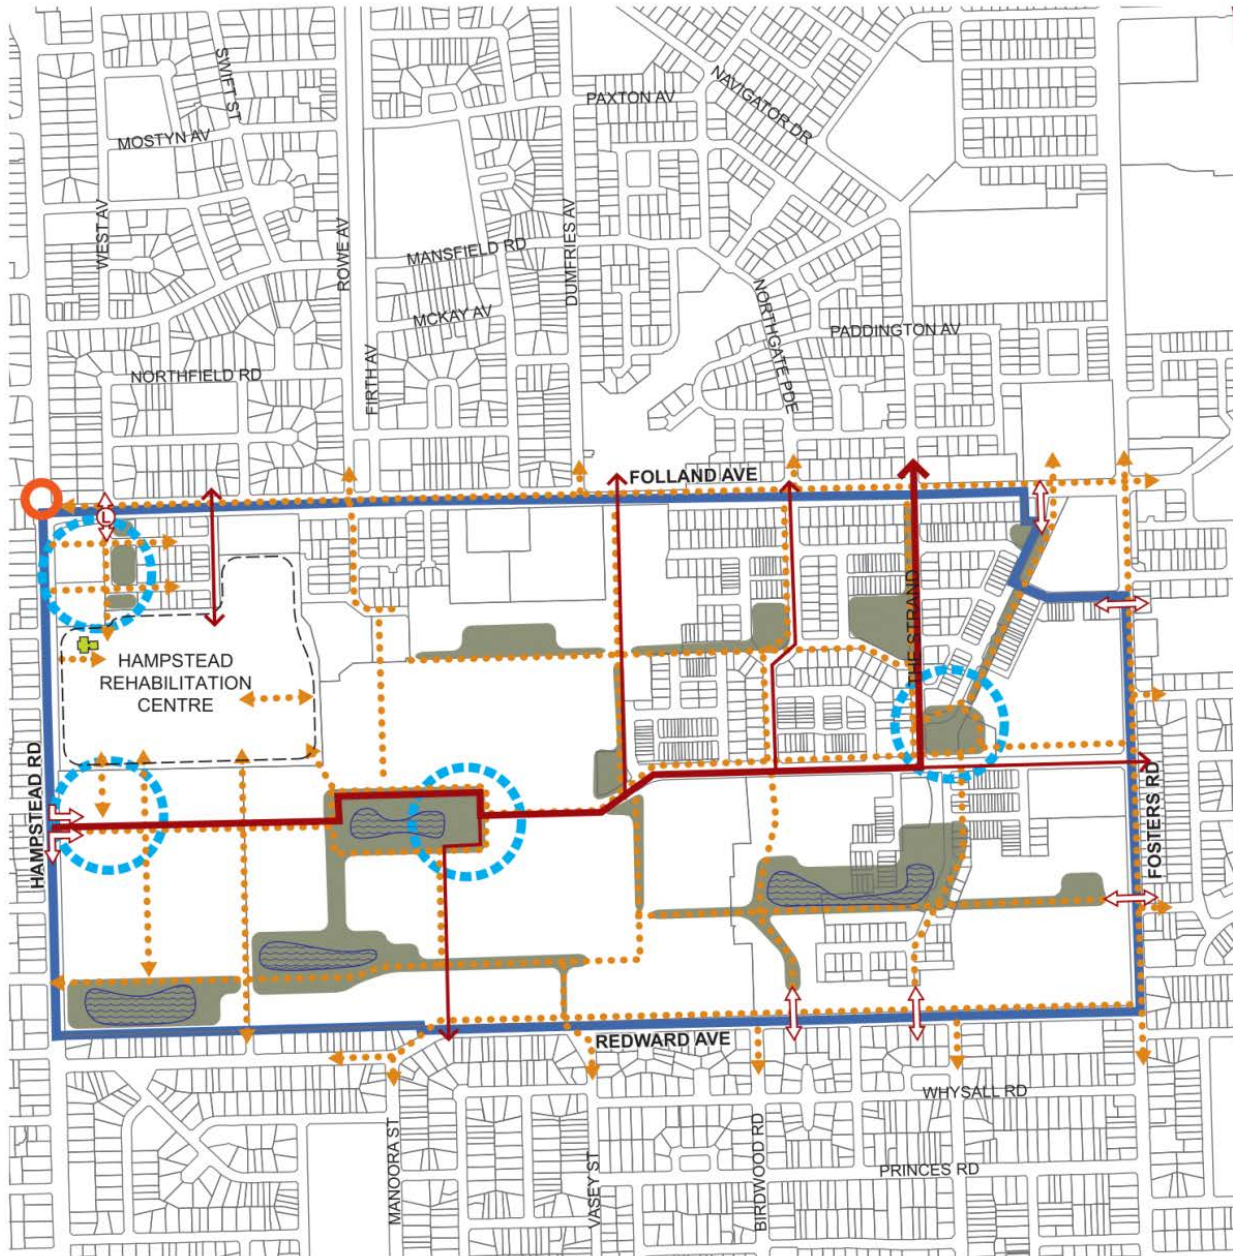 SWIFT ST
PAXTON AV
NAVIGATOR DR
MOSTYN AV
WEST AV
ROWE AV
MANSFIELD RD
DUMFRIES AV
MCKAY AV
NORTHGATE PDE
PADDINGTON AV
NORTHFIELD RD
FIRTH AV
FOLLAND AVE
L
THE STRAND
HAMPSTEAD
REHABILITATION
CENTRE
HAMPSTEAD RD
FOSTERS RD
REDWARD AVE
WHYSALL RD
MANOORA ST
VASEY ST
BIRDWOOD RD
PRINCES RD